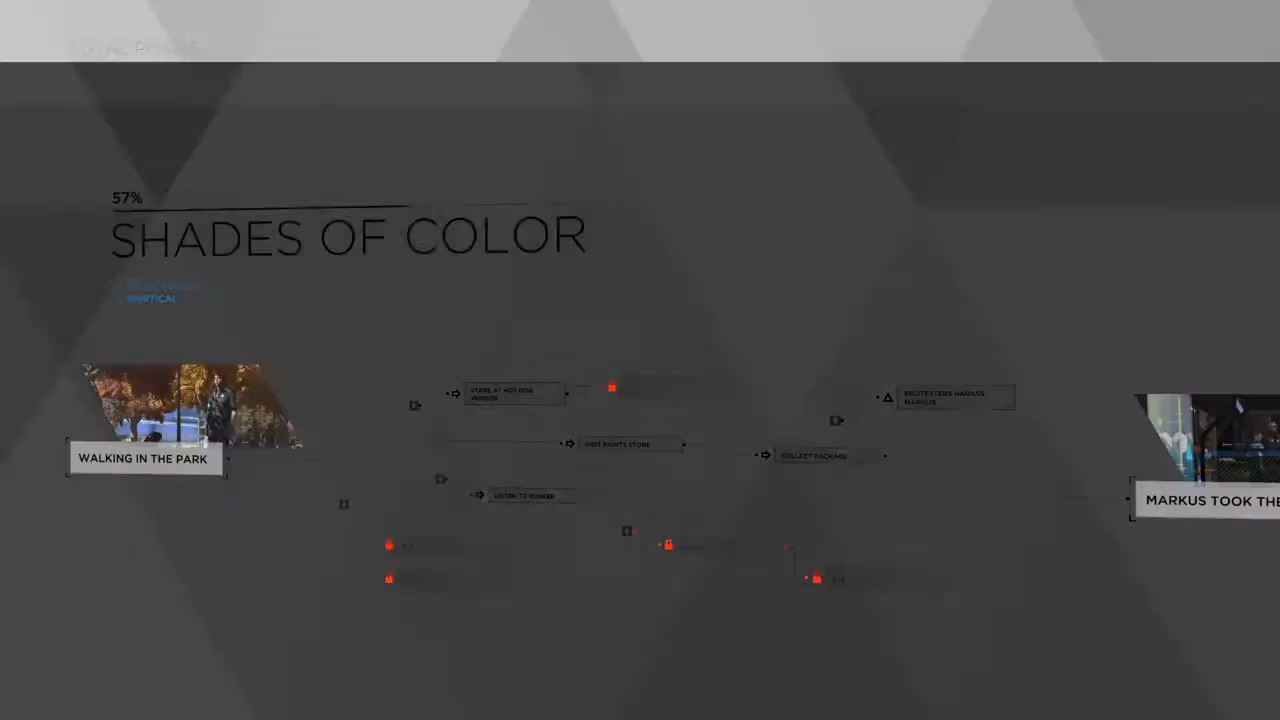 57%
SHADES OF COLOR
VERTICAL
STARE AT HOT DOG
VENDOR
PROTESTERS HARASS
MARKUS
VISIT PAINTS STORE
WALKING IN THE PARK
COLLECT PACKAGE
LISTEN TO BUSKER
MARKUS TOOK THE